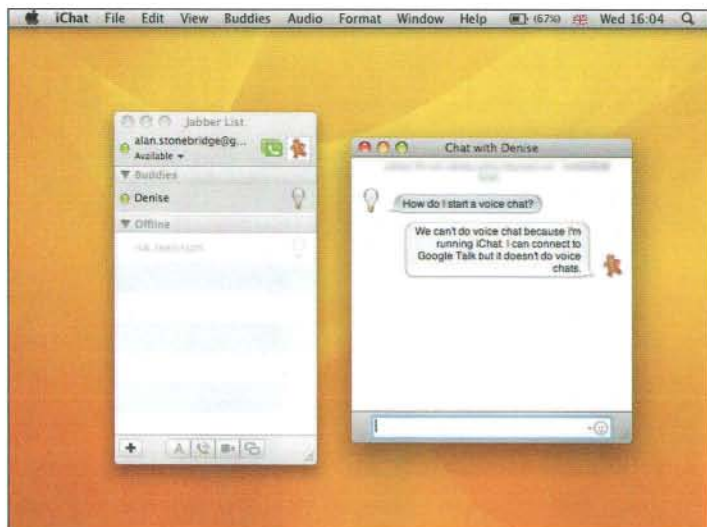 iChat File Edit View Buddies Audio Format Window Help (67%) Wed 16:04
Jabber List
alan.stonebridge@g...
Available
Buddies
Denise
Offline
A
Chat with Denise
How do I start a voice chat?
We can't do voice chat because I'm
running iChat. I can connect to
Google Talk but it doesn't do voice
chats.